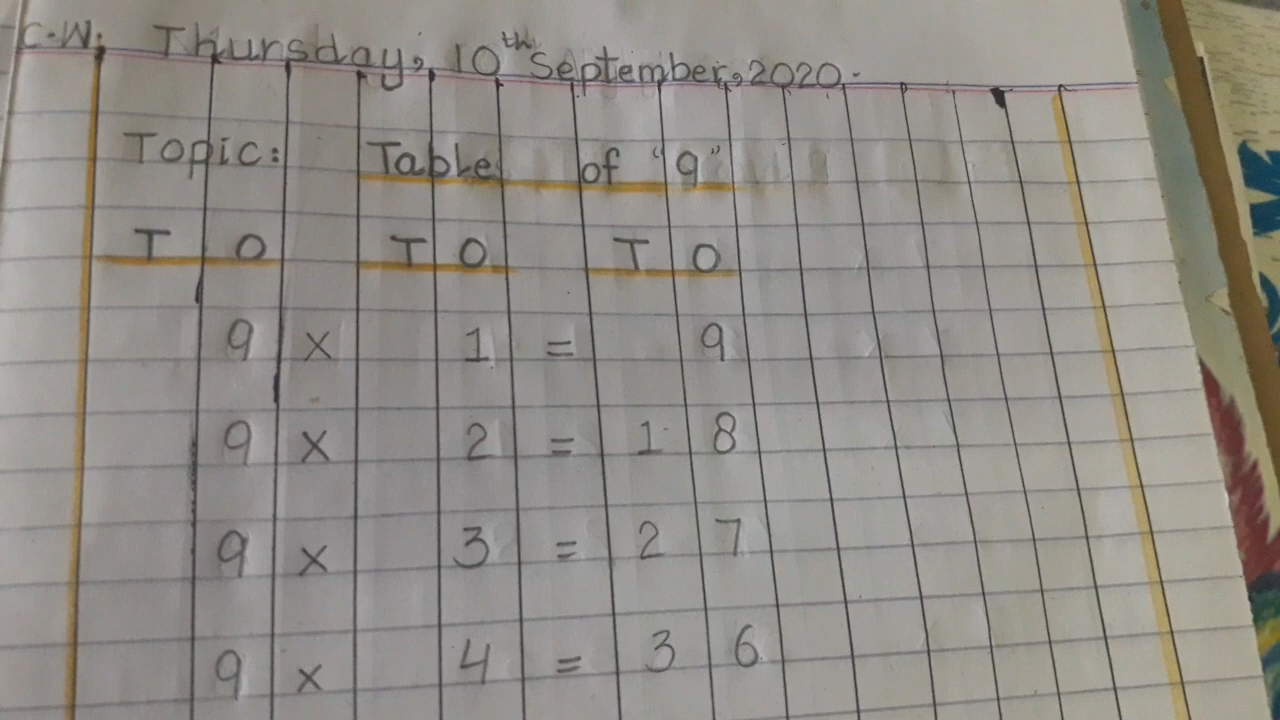 C.W. Thursday, 10th September, 2020.
Topic: Table of "9"
T O T O T O
9 × 1 = 9
9 × 2 = 1 8
9 × 3 = 2 7
9 × 4 = 3 6